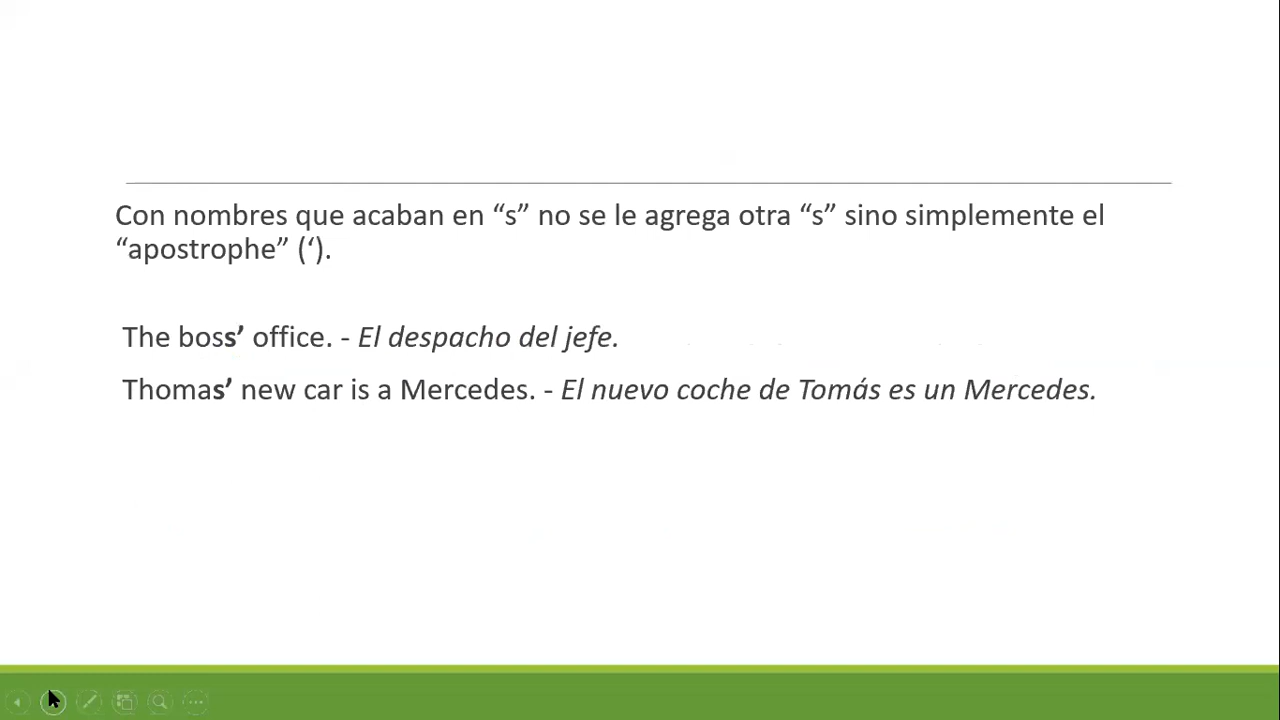 Con nombres que acaban en “s” no se le agrega otra “s” sino simplemente el
“apostrophe” (‘).
The boss’ office. - El despacho del jefe.
Thomas’ new car is a Mercedes. - El nuevo coche de Tomás es un Mercedes.